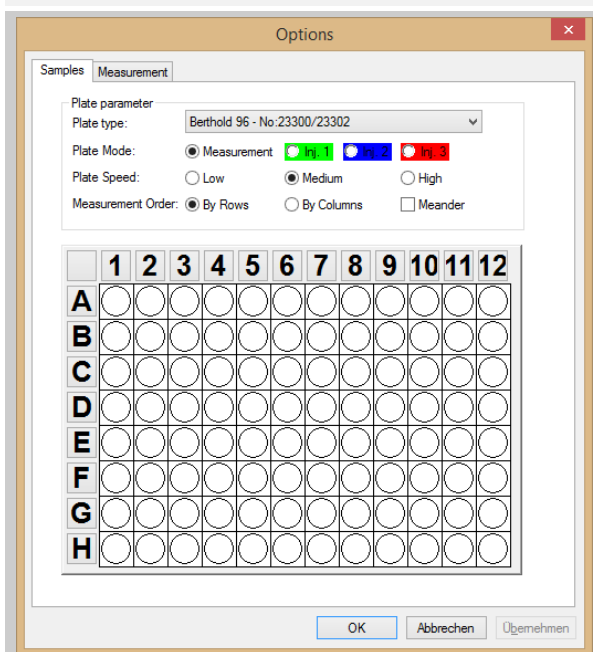 Options
Samples Measurement
Plate parameter
Plate type: Berthold 96 - No:23300/23302
Plate Mode: Measurement Inj. 1 Inj. 2 Inj. 3
Plate Speed: Low Medium High
Measurement Order: By Rows By Columns Meander
1 2 3 4 5 6 7 8 9 10 11 12
A
B
C
D
E
F
G
H
OK Abbrechen Übernehmen